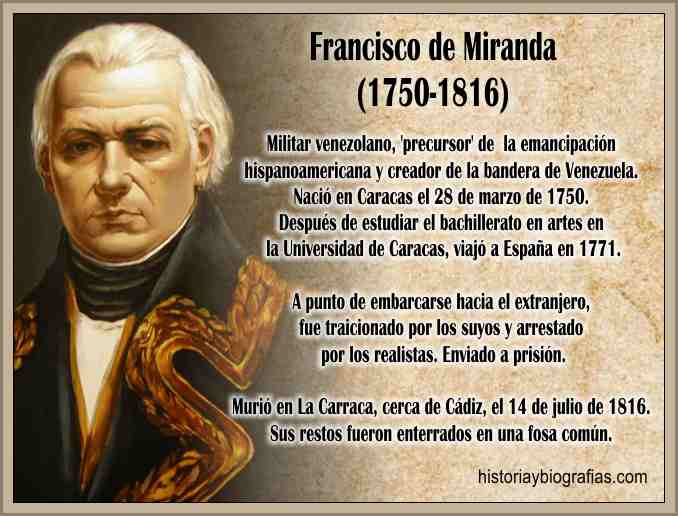 Francisco de Miranda
(1750-1816)
Militar venezolano, 'precursor' de la emancipación
hispanoamericana y creador de la bandera de Venezuela.
Nació en Caracas el 28 de marzo de 1750.
Después de estudiar el bachillerato en artes en
la Universidad de Caracas, viajó a España en 1771.
A punto de embarcarse hacia el extranjero,
fue traicionado por los suyos y arrestado
por los realistas. Enviado a prisión.
Murió en La Carraca, cerca de Cádiz, el 14 de julio de 1816.
Sus restos fueron enterrados en una fosa común.
historiaybiografias.com